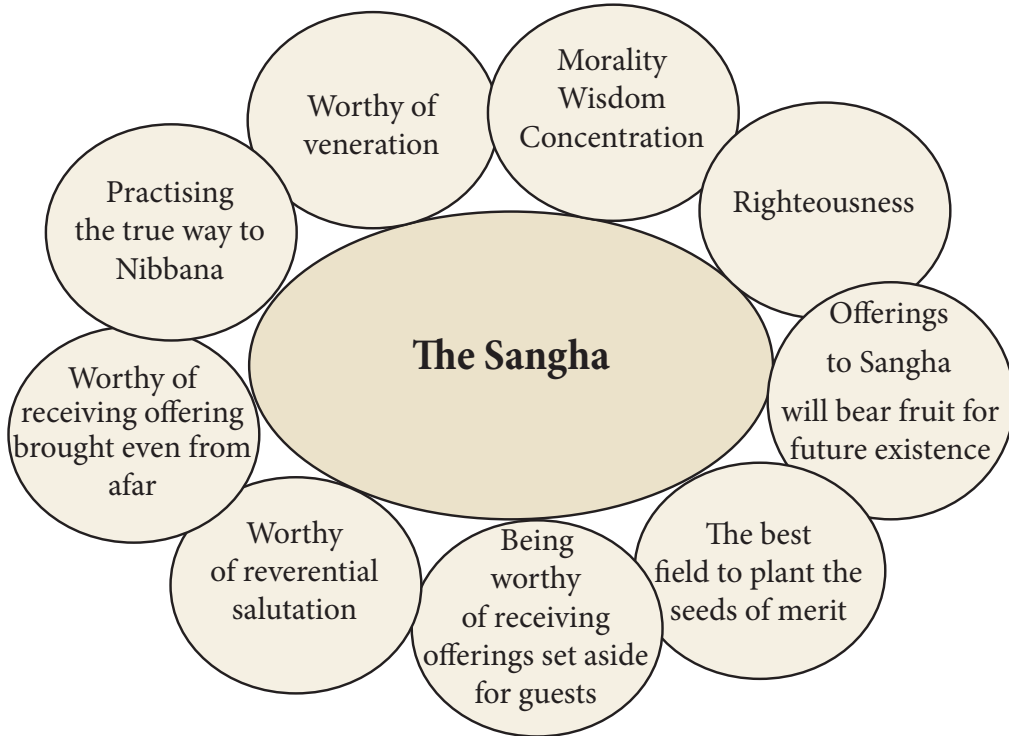 Morality
Wisdom
Concentration
Worthy of
veneration
Righteousness
Practising
the true way to
Nibbana
The Sangha
Offerings
to Sangha
will bear fruit for
future existence
Worthy of
receiving offering
brought even from
afar
Worthy
of reverential
salutation
Being
worthy
of receiving
offerings set aside
for guests
The best
field to plant the
seeds of merit